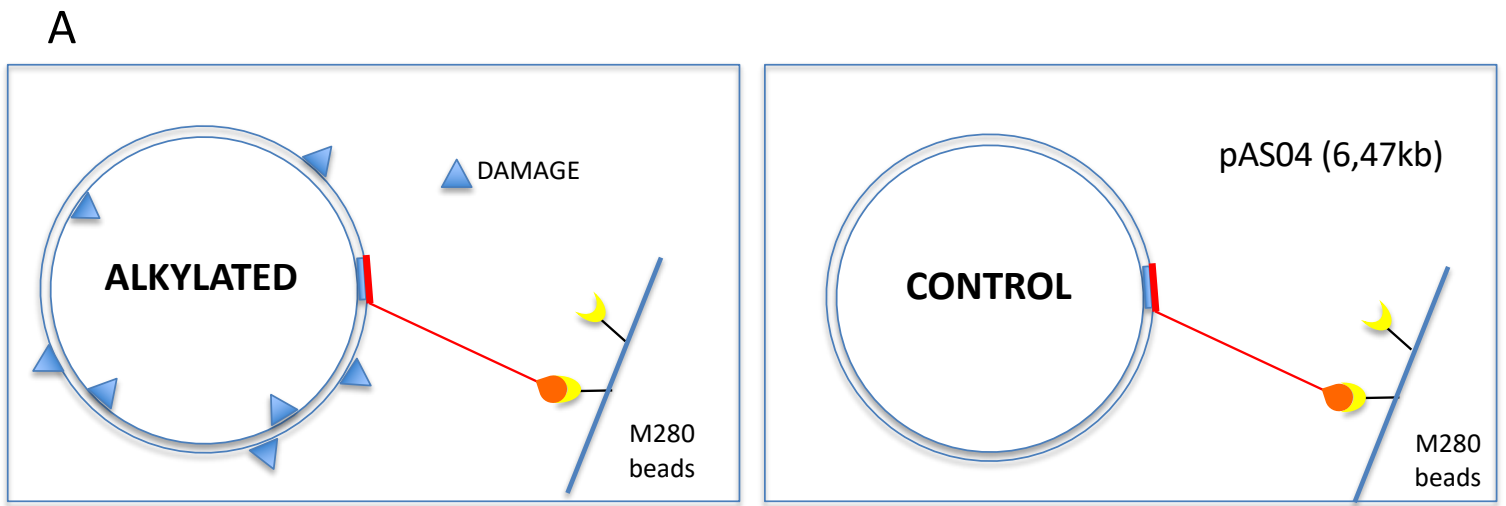 A
DAMAGE
ALKYLATED
M280
beads
pAS04 (6,47kb)
CONTROL
M280
beads